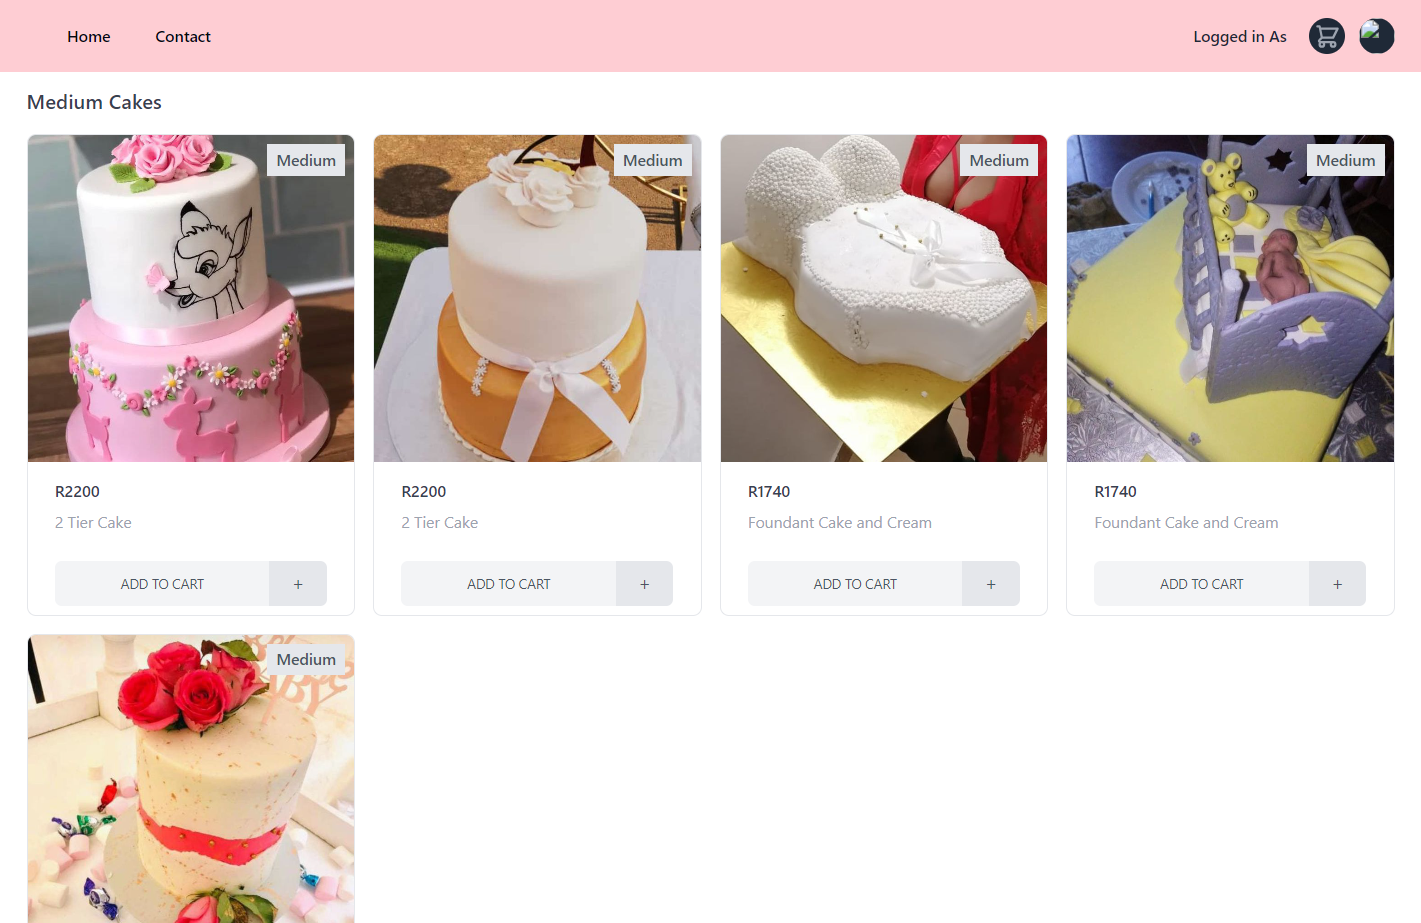 Home
Contact
Logged in As
Medium Cakes
Medium
R2200
2 Tier Cake
ADD TO CART
+
Medium
R2200
2 Tier Cake
ADD TO CART
+
Medium
R1740
Foundant Cake and Cream
ADD TO CART
+
Medium
R1740
Foundant Cake and Cream
ADD TO CART
+
Medium